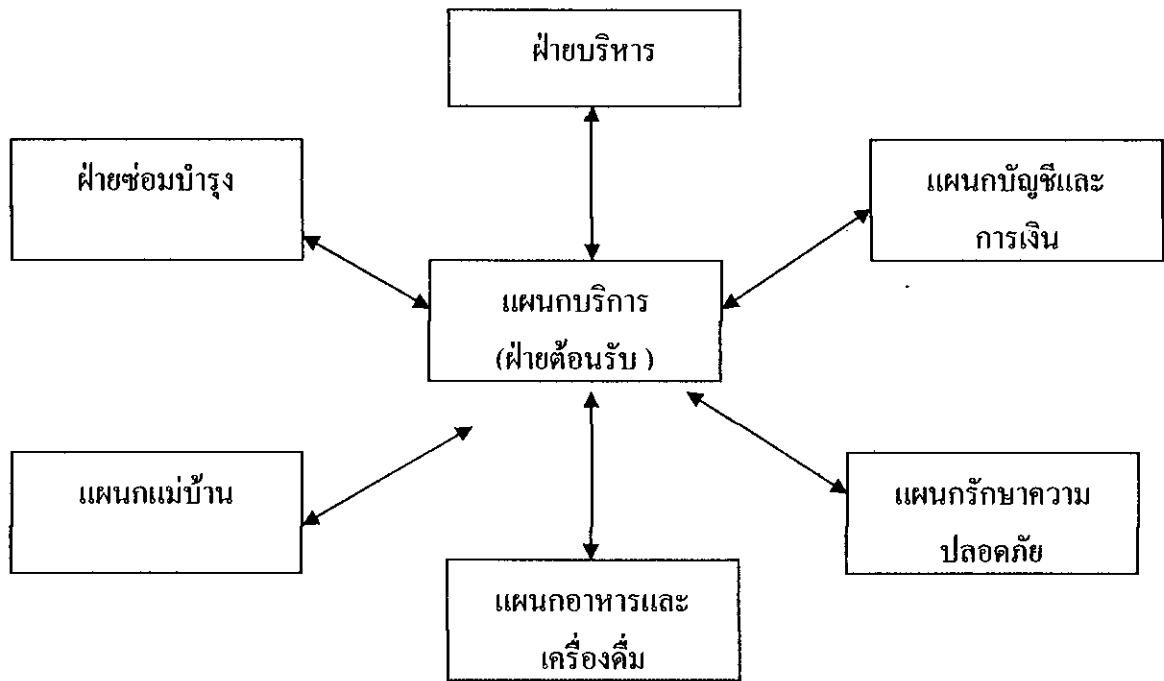 ฝ่ายบริหาร
ฝ่ายซ่อมบำรุง
แผนกบัญชีและ
การเงิน
แผนกบริการ
(ฝ่ายต้อนรับ )
แผนกแม่บ้าน
แผนกรักษาความ
ปลอดภัย
แผนกอาหารและ
เครื่องดื่ม